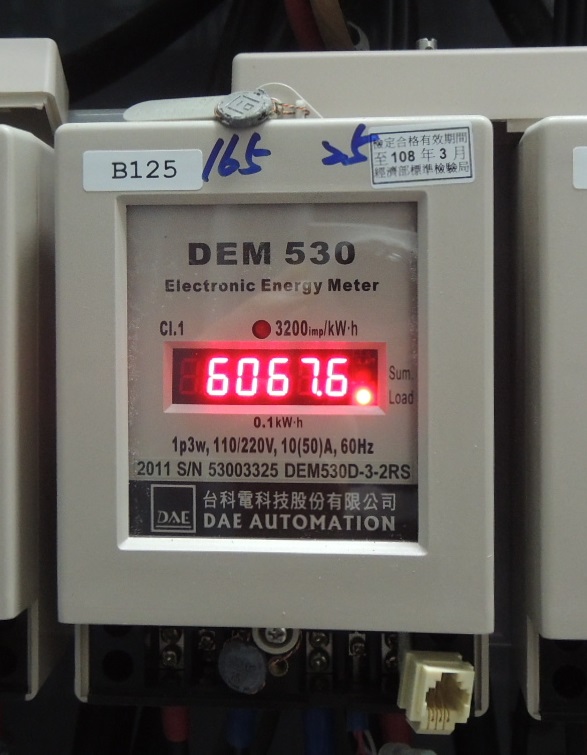 B125
165
25
檢定合格有效期間
至 108 年 3 月
經濟部標準檢驗局
DEM 530
Electronic Energy Meter
Cl.1
3200imp/kW·h
6067.6
Sum.
Load
0.1kW·h
1p3w, 110/220V, 10(50)A, 60Hz
2011 S/N 53003325 DEM530D-3-2RS
DAE
台科電科技股份有限公司
DAE AUTOMATION